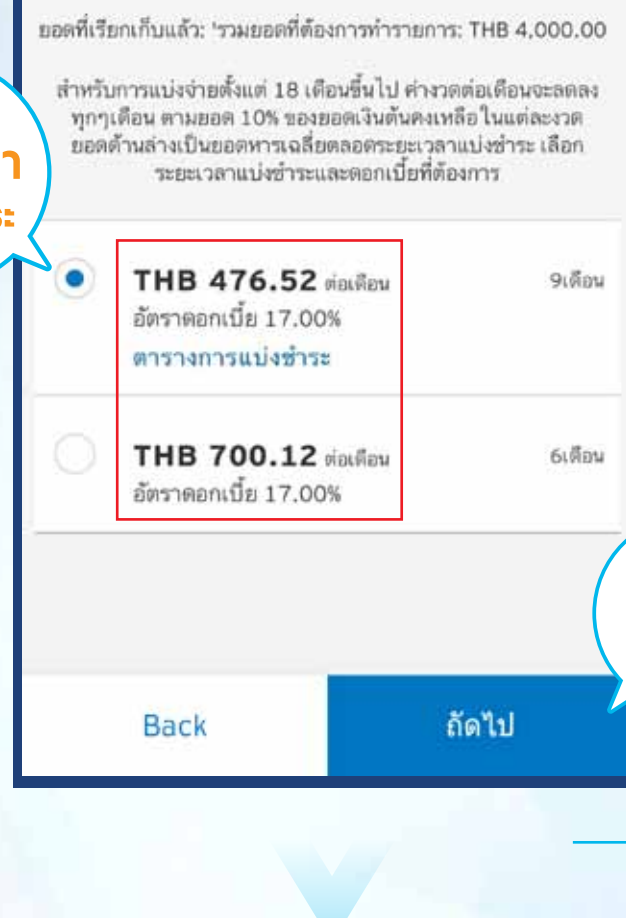 ยอดที่เรียกเก็บแล้ว: 'รวมยอดที่ต้องการทำรายการ: THB 4,000.00
สำหรับการแบ่งจ่ายตั้งแต่ 18 เดือนขึ้นไป ค่างวดต่อเดือนจะลดลง
ทุกๆเดือน ตามยอด 10% ของยอดเงินต้นคงเหลือในแต่ละงวด
ยอดด้านล่างเป็นยอดหารเฉลี่ยตลอดระยะเวลาแบ่งชำระ เลือก
ระยะเวลาแบ่งชำระและดอกเบี้ยที่ต้องการ
THB 476.52 ต่อเดือน 9เดือน
อัตราดอกเบี้ย 17.00%
ตารางการแบ่งชำระ
THB 700.12 ต่อเดือน 6เดือน
อัตราดอกเบี้ย 17.00%
Back ถัดไป